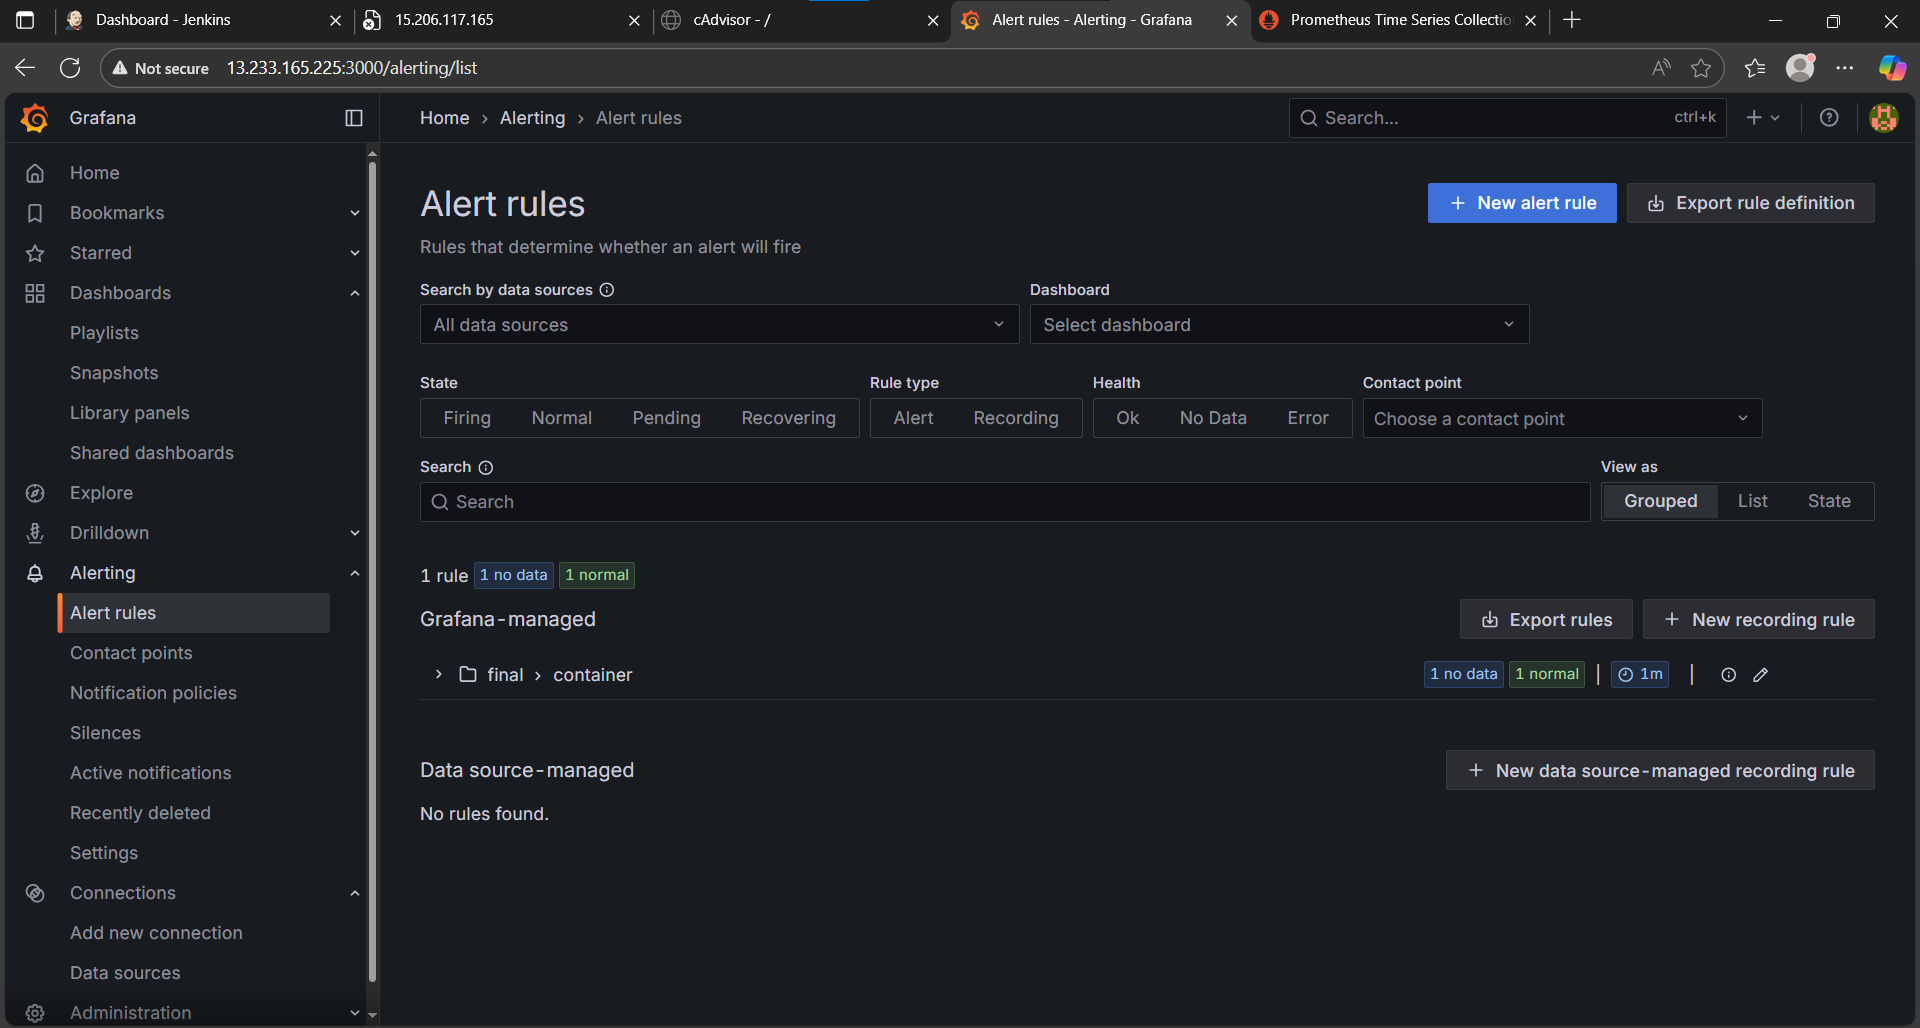 Dashboard - Jenkins
15.206.117.165
cAdvisor - /
Alert rules - Alerting - Grafana
Prometheus Time Series Collectio
Not secure 13.233.165.225:3000/alerting/list
Grafana
Home › Alerting › Alert rules
Search... ctrl+k
Home
Bookmarks
Starred
Dashboards
Playlists
Snapshots
Library panels
Shared dashboards
Explore
Drilldown
Alerting
Alert rules
Contact points
Notification policies
Silences
Active notifications
Recently deleted
Settings
Connections
Add new connection
Data sources
Administration
Alert rules
New alert rule
Export rule definition
Rules that determine whether an alert will fire
Search by data sources
Dashboard
All data sources
Select dashboard
State
Rule type
Health
Contact point
Firing Normal Pending Recovering
Alert Recording
Ok No Data Error
Choose a contact point
Search
View as
Search
Grouped List State
1 rule 1 no data 1 normal
Grafana-managed
Export rules
New recording rule
final › container
1 no data 1 normal | 1m |
Data source-managed
New data source-managed recording rule
No rules found.